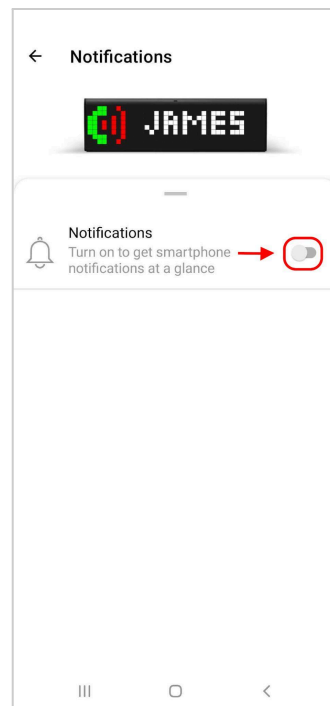 Notifications
JAMES
Notifications
Turn on to get smartphone
notifications at a glance